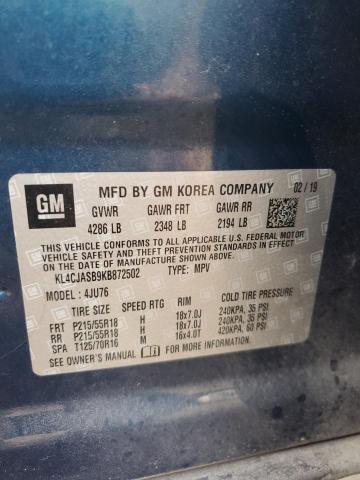 GM
MFD BY GM KOREA COMPANY 02/19
GVWR GAWR FRT GAWR RR
4286 LB 2348 LB 2194 LB
THIS VEHICLE CONFORMS TO ALL APPLICABLE U.S. FEDERAL MOTOR
VEHICLE SAFETY AND THEFT PREVENTION STANDARDS IN EFFECT ON
THE DATE OF MANUFACTURE SHOWN ABOVE.
KL4CJASB9KB872502 TYPE: MPV
MODEL: 4JU76
TIRE SIZE SPEED RTG RIM COLD TIRE PRESSURE
FRT P215/55R18 H 18x7.0J 240KPA, 35 PSI
RR P215/55R18 H 18x7.0J 240KPA, 35 PSI
SPA T125/70R16 M 16x4.0T 420KPA, 60 PSI
SEE OWNER'S MANUAL FOR MORE INFORMATION.